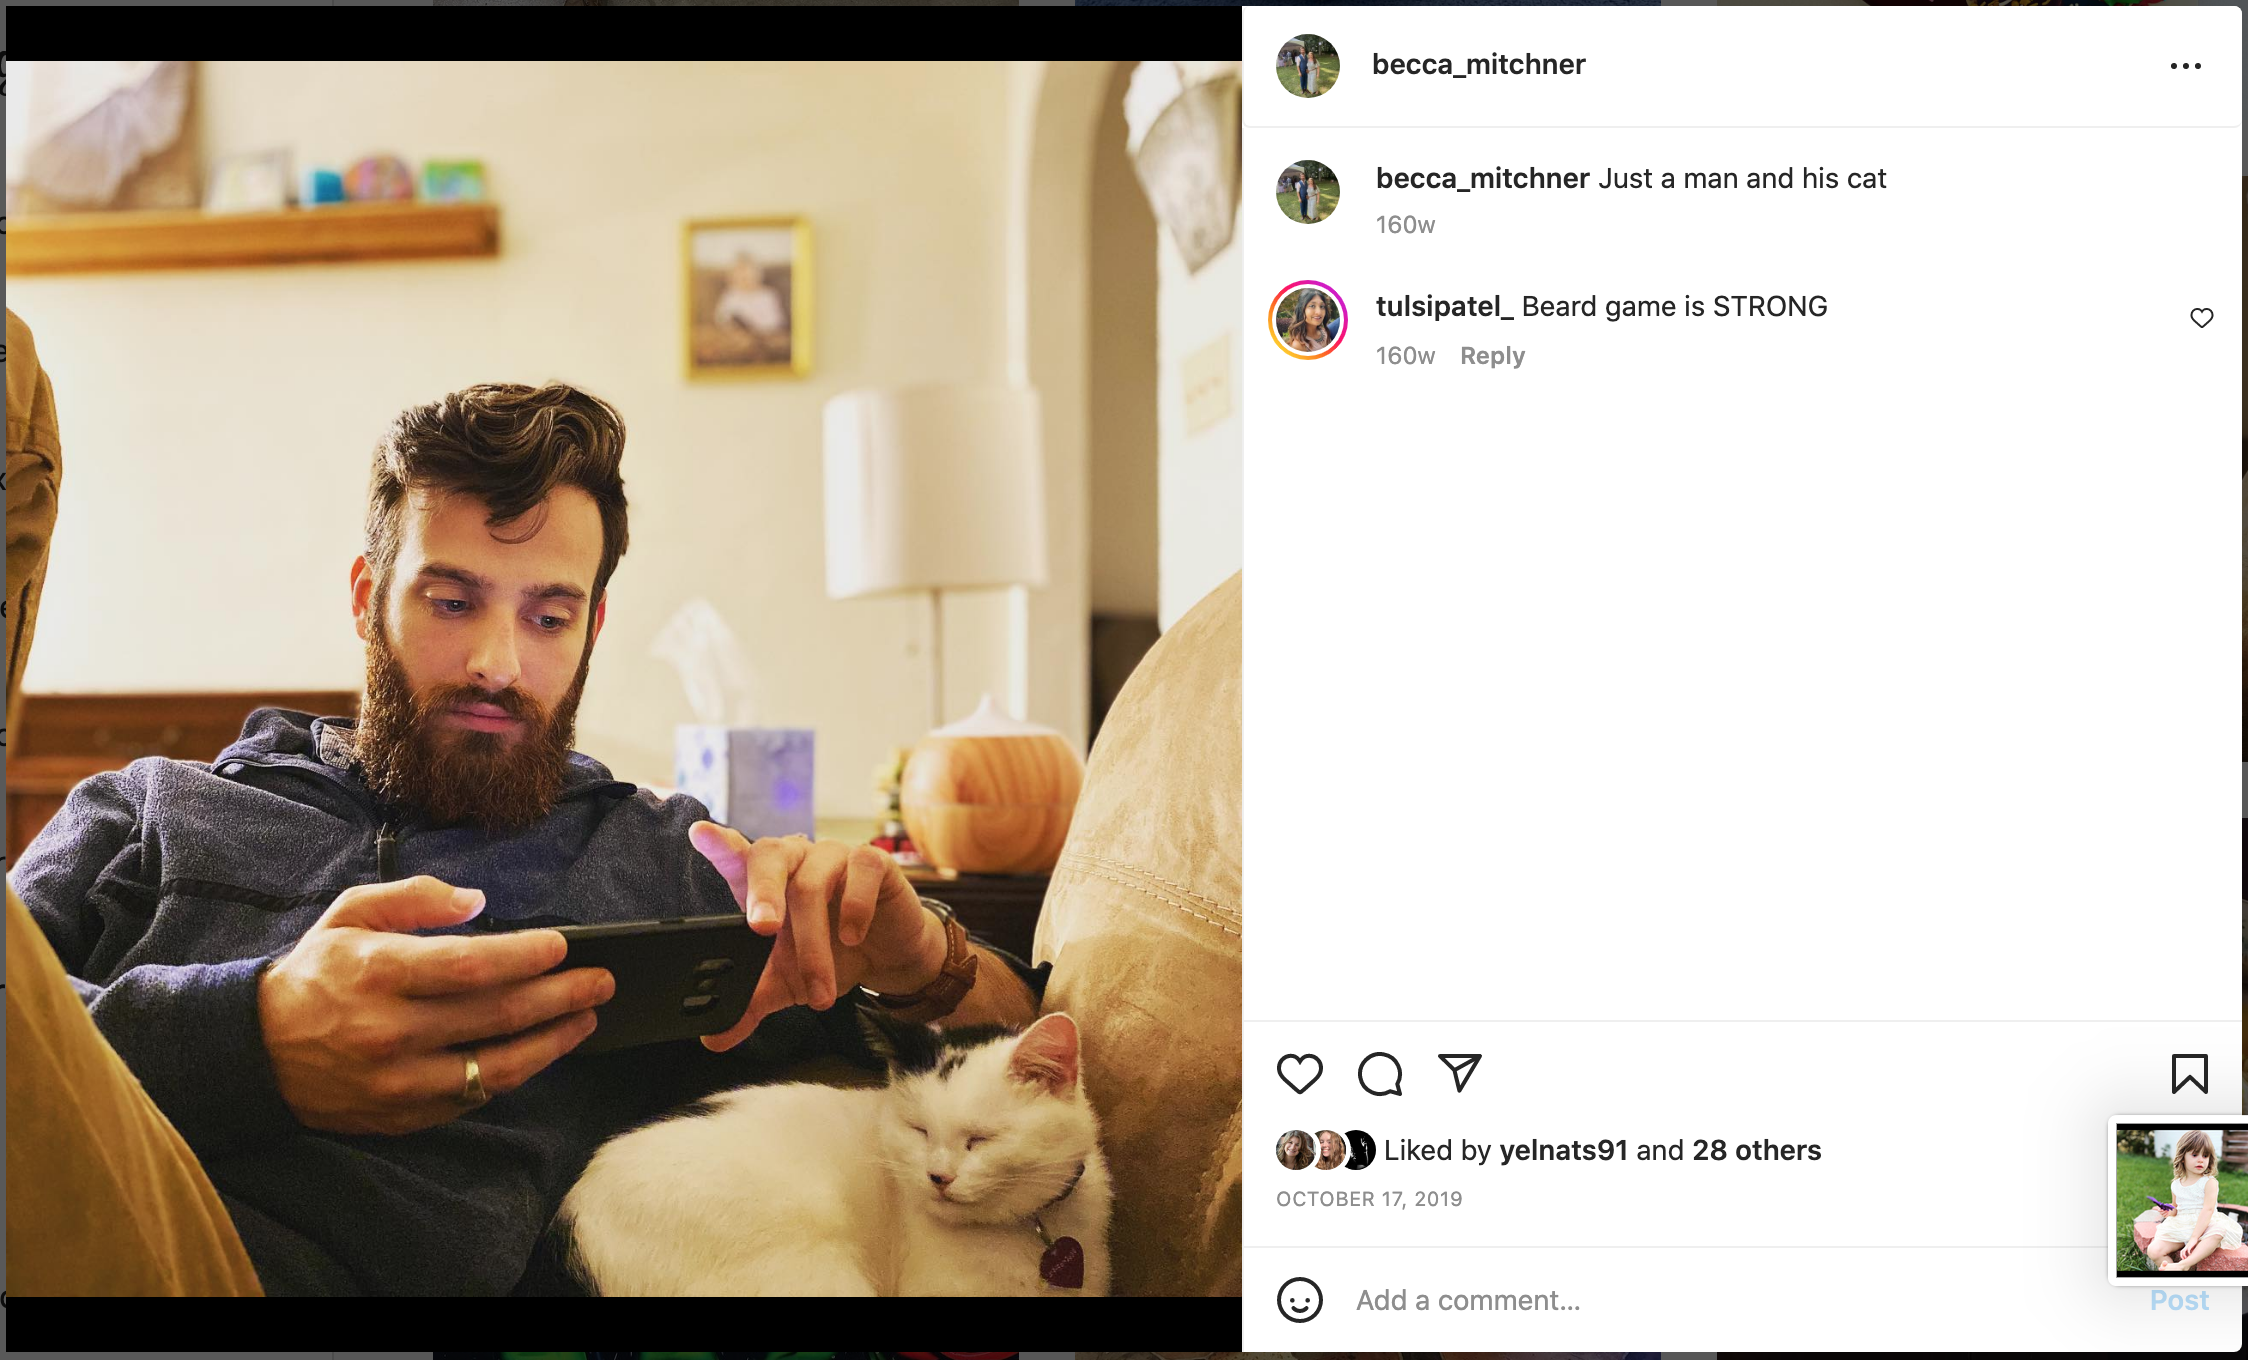 becca_mitchner
becca_mitchner Just a man and his cat
160w
tulsipatel_ Beard game is STRONG
160w Reply
Liked by yelnats91 and 28 others
OCTOBER 17, 2019
Add a comment...
Post